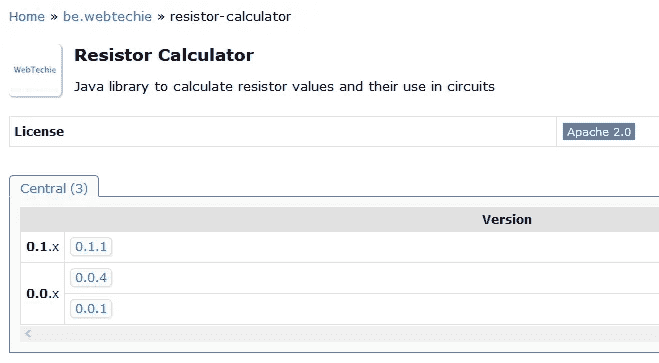 Home » be.webtechie » resistor-calculator
WebTechie
Resistor Calculator
Java library to calculate resistor values and their use in circuits
License Apache 2.0
Central (3)
Version
0.1.x 0.1.1
0.0.x 0.0.4
0.0.1